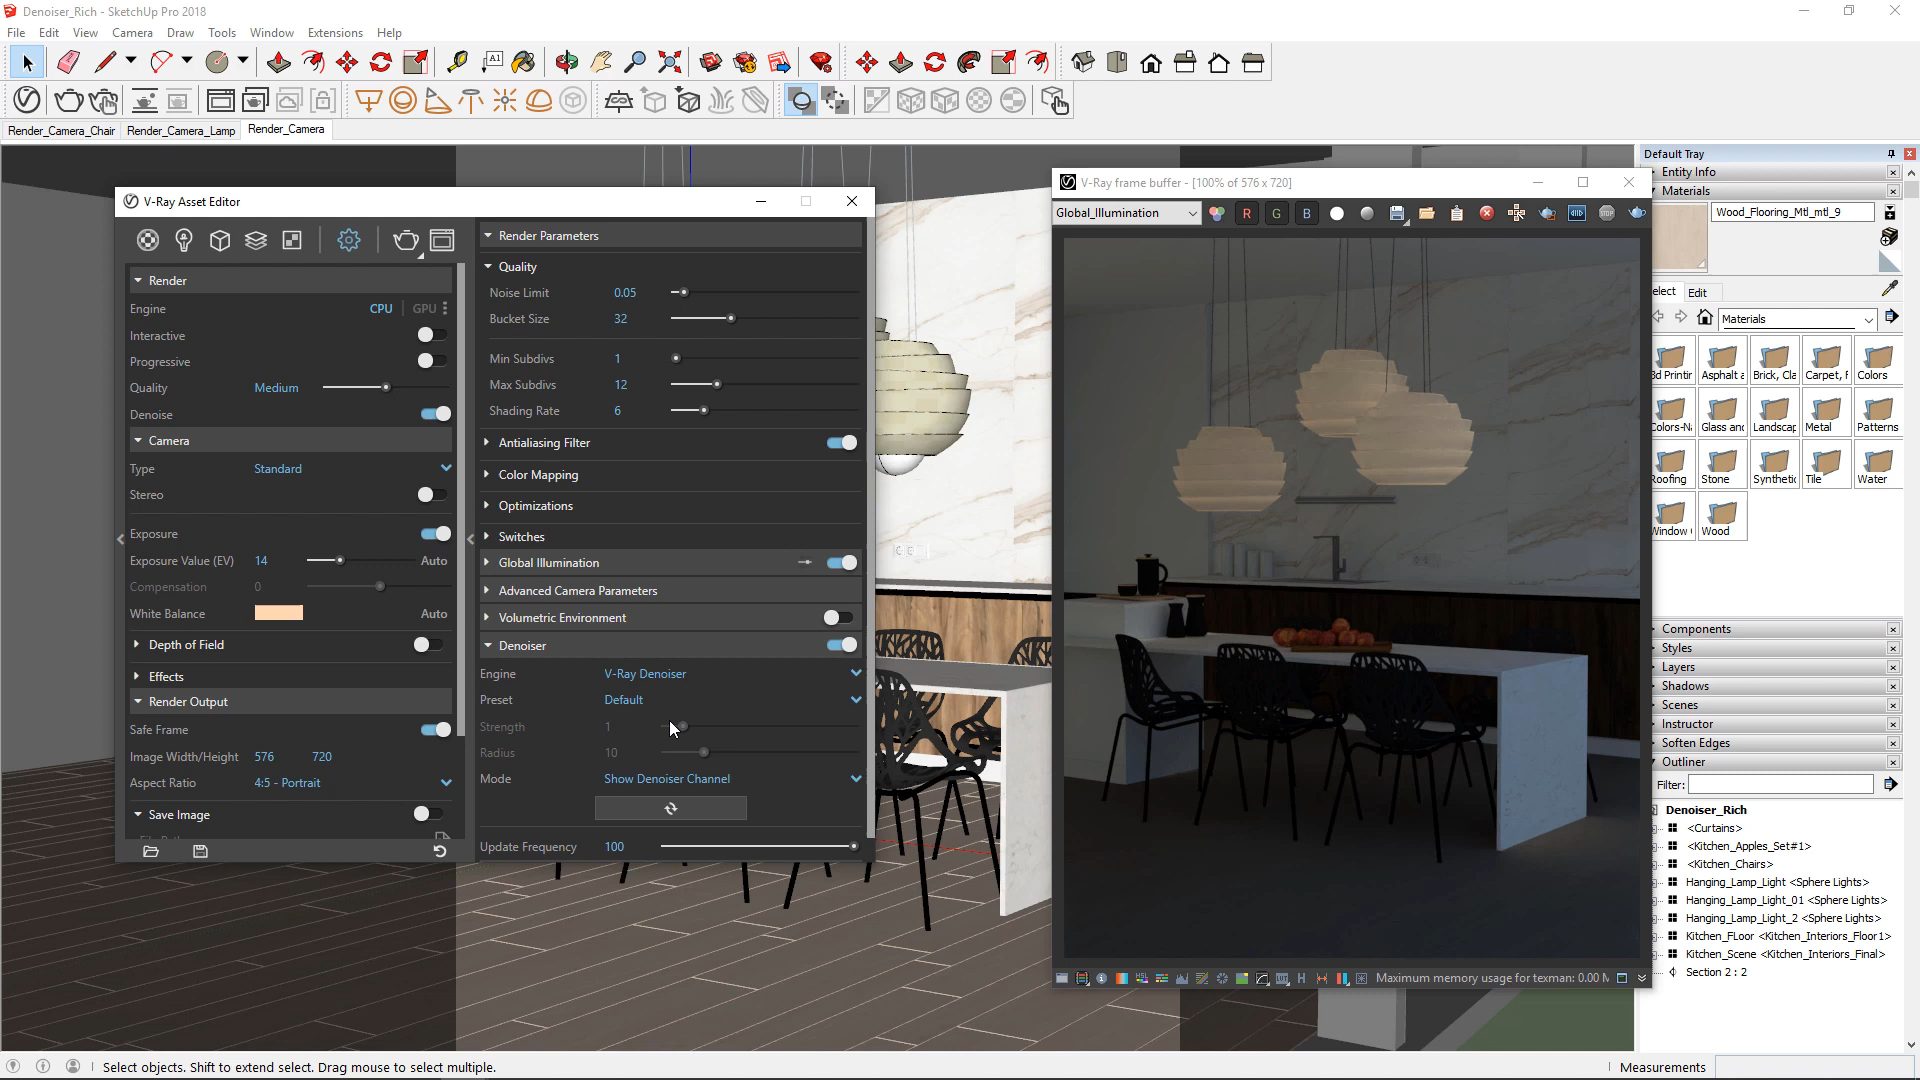 Denoiser_Rich - SketchUp Pro 2018
File Edit View Camera Draw Tools Window Extensions Help
A1
Render_Camera_Chair Render_Camera_Lamp Render_Camera
V-Ray Asset Editor
Render
Engine CPU GPU
Interactive
Progressive
Quality Medium
Denoise
Camera
Type Standard
Stereo
Exposure
Exposure Value (EV) 14 Auto
Compensation 0
White Balance Auto
Depth of Field
Effects
Render Output
Safe Frame
Image Width/Height 576 720
Aspect Ratio 4:5 - Portrait
Save Image
Render Parameters
Quality
Noise Limit 0.05
Bucket Size 32
Min Subdivs 1
Max Subdivs 12
Shading Rate 6
Antialiasing Filter
Color Mapping
Optimizations
Switches
Global Illumination
Advanced Camera Parameters
Volumetric Environment
Denoiser
Engine V-Ray Denoiser
Preset Default
Strength 1
Radius 10
Mode Show Denoiser Channel
Update Frequency 100
V-Ray frame buffer - [100% of 576 x 720]
Global_Illumination R G B STOP
HSL LUT H Maximum memory usage for texman: 0.00 M
Default Tray
Entity Info
Materials
Wood_Flooring_Mtl_mtl_9
elect Edit
Materials
3d Printin Asphalt a Brick, Cla Carpet, F Colors
Colors-Na Glass and Landscap Metal Patterns
Roofing Stone Synthetic Tile Water
Window Wood
Components
Styles
Layers
Shadows
Scenes
Instructor
Soften Edges
Outliner
Filter:
Denoiser_Rich
<Curtains>
<Kitchen_Apples_Set#1>
<Kitchen_Chairs>
Hanging_Lamp_Light <Sphere Lights>
Hanging_Lamp_Light_01 <Sphere Lights>
Hanging_Lamp_Light_2 <Sphere Lights>
Kitchen_FLoor <Kitchen_Interiors_Floor1>
Kitchen_Scene <Kitchen_Interiors_Final>
Section 2 : 2
Select objects. Shift to extend select. Drag mouse to select multiple.
Measurements